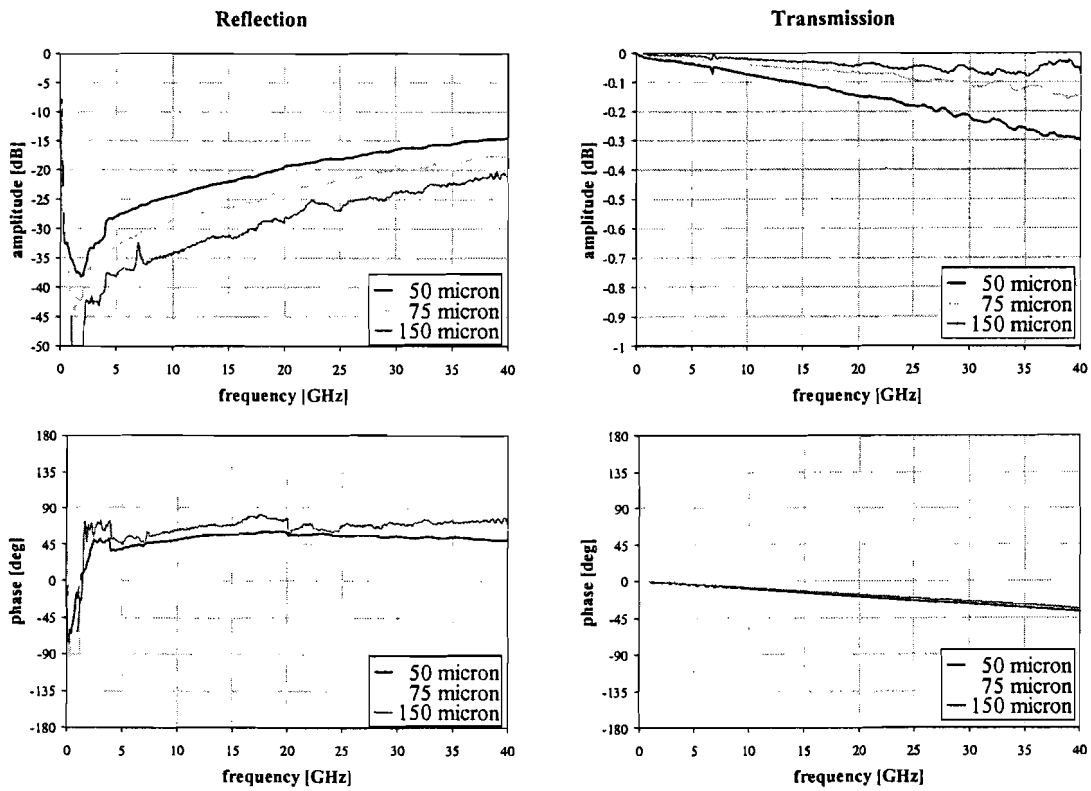 Reflection
0
-5
-10
-15
-20
-25
-30
-35
-40
-45
-50
amplitude [dB]
50 micron
75 micron
150 micron
0 5 10 15 20 25 30 35 40
frequency [GHz]
Transmission
0
-0.1
-0.2
-0.3
-0.4
-0.5
-0.6
-0.7
-0.8
-0.9
-1
amplitude [dB]
50 micron
75 micron
150 micron
0 5 10 15 20 25 30 35 40
frequency [GHz]
180
135
90
45
0
-45
-90
-135
-180
phase [deg]
50 micron
75 micron
150 micron
0 5 10 15 20 25 30 35 40
frequency [GHz]
180
135
90
45
0
-45
-90
-135
-180
phase [deg]
50 micron
75 micron
150 micron
0 5 10 15 20 25 30 35 40
frequency [GHz]